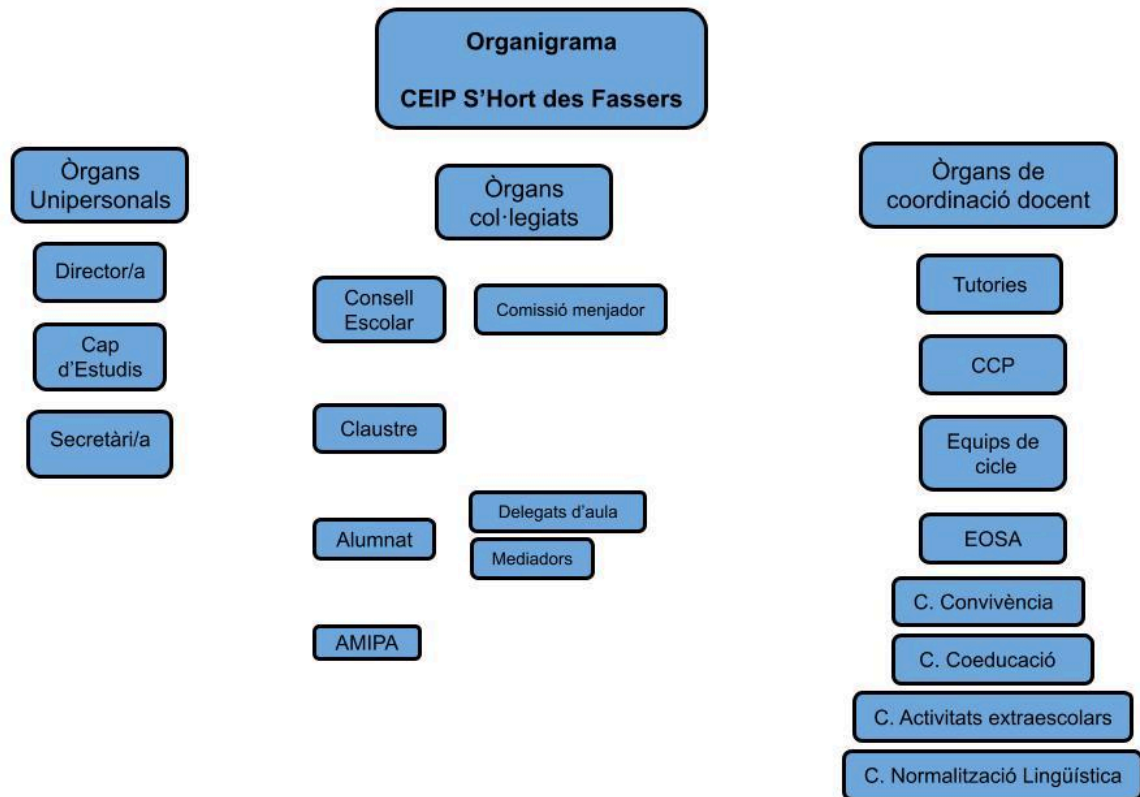 Organigrama
CEIP S'Hort des Fassers
Òrgans
Unipersonals
Director/a
Cap
d'Estudis
Secretàri/a
Òrgans
col·legiats
Consell
Escolar
Comissió menjador
Claustre
Alumnat
Delegats d'aula
Mediadors
AMIPA
Òrgans de
coordinació docent
Tutories
CCP
Equips de
cicle
EOSA
C. Convivència
C. Coeducació
C. Activitats extraescolars
C. Normalització Lingüística